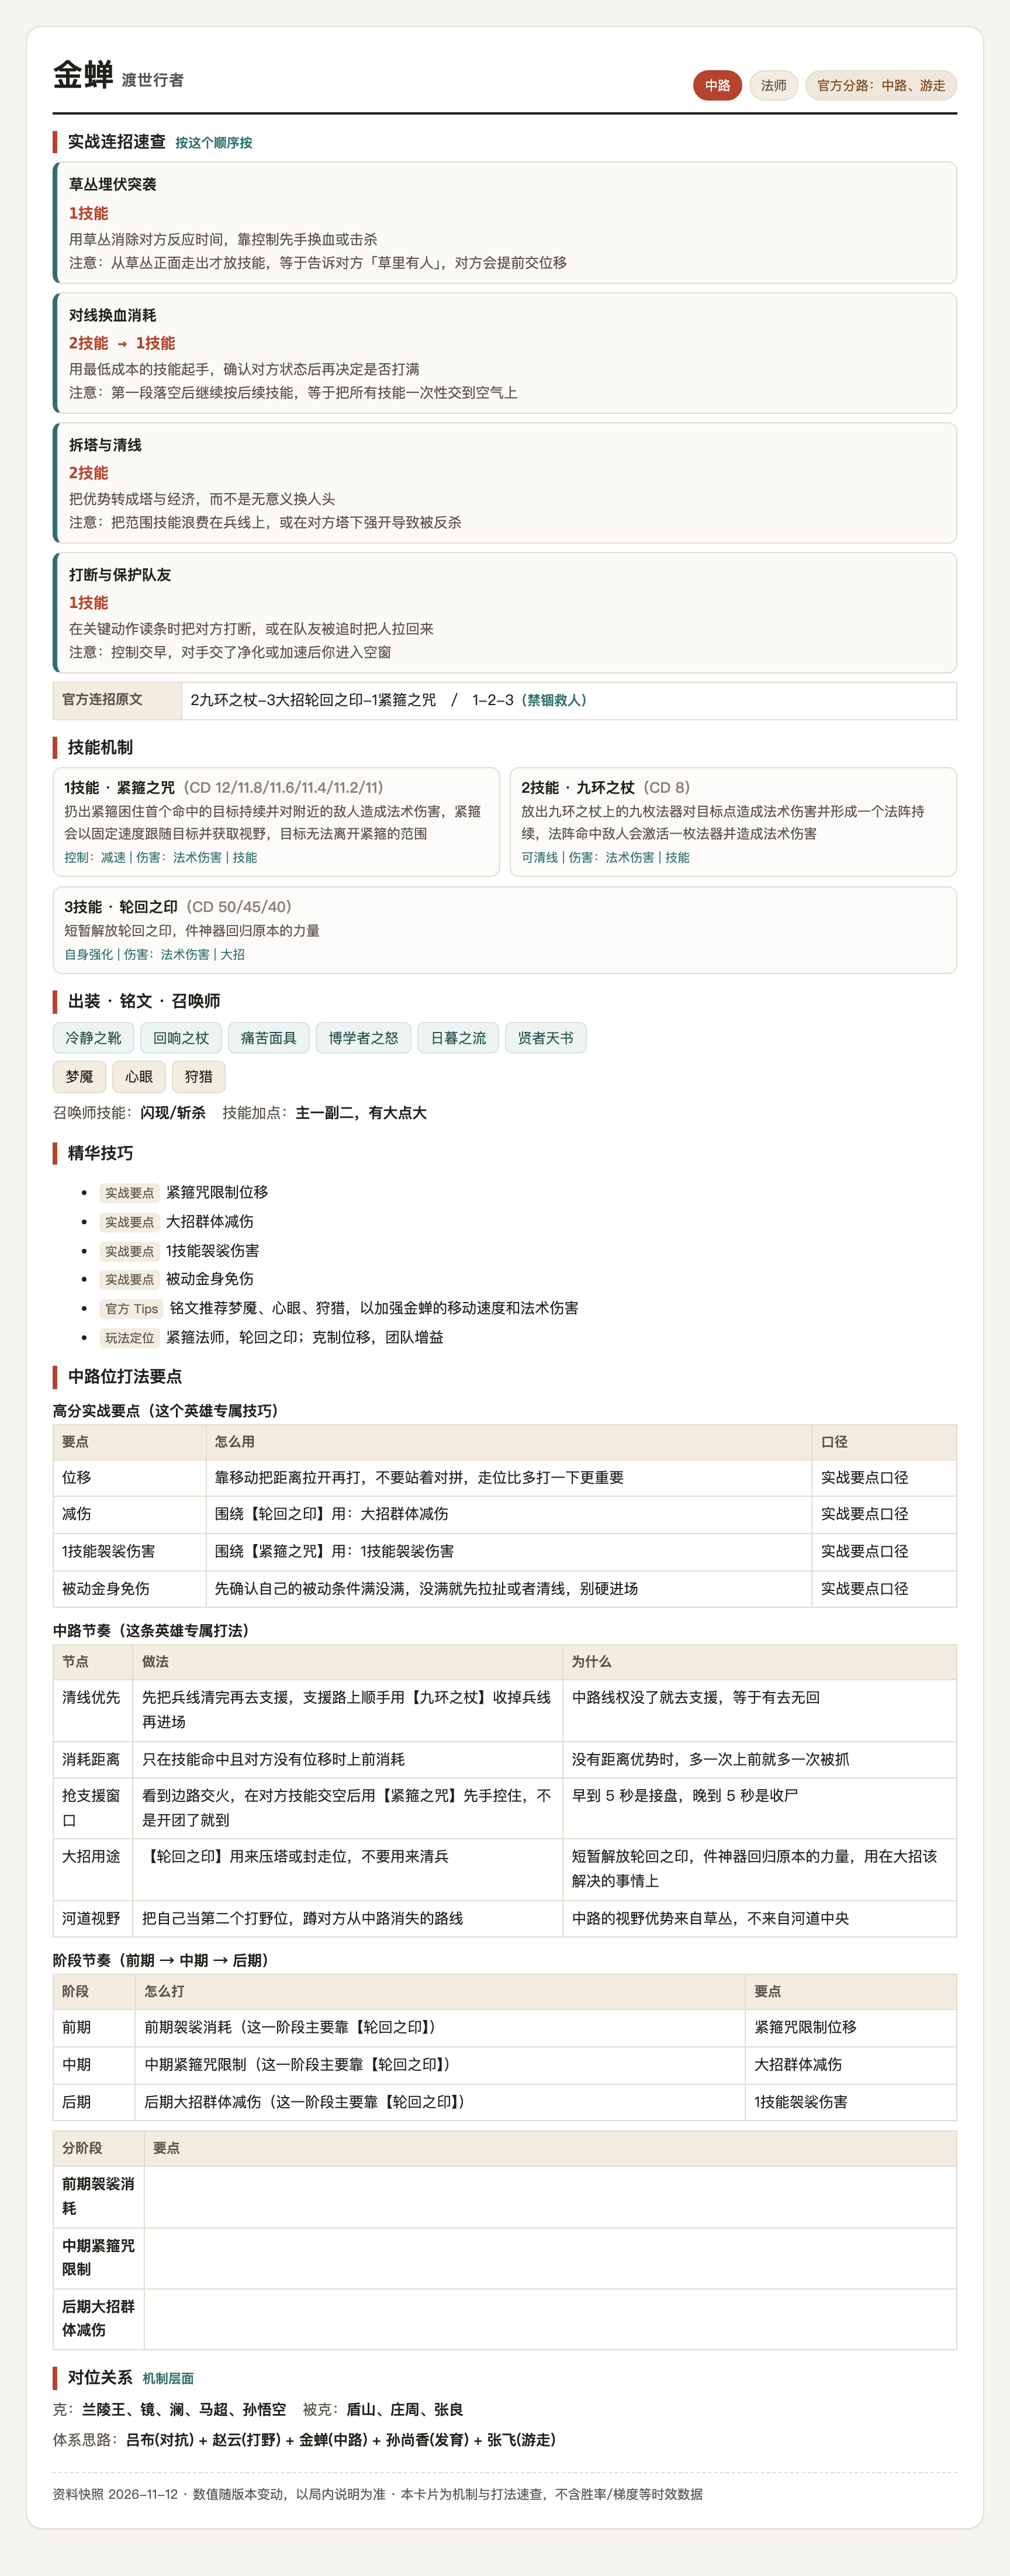 金蝉 渡世行者
中路 法师 官方分路：中路、游走
实战连招速查 按这个顺序按
草丛埋伏突袭
1技能
用草丛消除对方反应时间，靠控制先手换血或击杀
注意：从草丛正面走出才放技能，等于告诉对方「草里有人」，对方会提前交位移
对线换血消耗
2技能 → 1技能
用最低成本的技能起手，确认对方状态后再决定是否打满
注意：第一段落空后继续按后续技能，等于把所有技能一次性交到空气上
拆塔与清线
2技能
把优势转成塔与经济，而不是无意义换人头
注意：把范围技能浪费在兵线上，或在对方塔下强开导致被反杀
打断与保护队友
1技能
在关键动作读条时把对方打断，或在队友被追时把人拉回来
注意：控制交早，对手交了净化或加速后你进入空窗
官方连招原文 2九环之杖–3大招轮回之印–1紧箍之咒 / 1–2–3（禁锢救人）
技能机制
1技能 · 紧箍之咒（CD 12/11.8/11.6/11.4/11.2/11）
扔出紧箍困住首个命中的目标持续并对附近的敌人造成法术伤害，紧箍
会以固定速度跟随目标并获取视野，目标无法离开紧箍的范围
控制：减速 | 伤害：法术伤害 | 技能
2技能 · 九环之杖（CD 8）
放出九环之杖上的九枚法器对目标点造成法术伤害并形成一个法阵持
续，法阵命中敌人会激活一枚法器并造成法术伤害
可清线 | 伤害：法术伤害 | 技能
3技能 · 轮回之印（CD 50/45/40）
短暂解放轮回之印，件神器回归原本的力量
自身强化 | 伤害：法术伤害 | 大招
出装 · 铭文 · 召唤师
冷静之靴 回响之杖 痛苦面具 博学者之怒 日暮之流 贤者天书
梦魇 心眼 狩猎
召唤师技能：闪现/斩杀 技能加点：主一副二，有大点大
精华技巧
• 实战要点 紧箍咒限制位移
• 实战要点 大招群体减伤
• 实战要点 1技能袈裟伤害
• 实战要点 被动金身免伤
• 官方 Tips 铭文推荐梦魇、心眼、狩猎，以加强金蝉的移动速度和法术伤害
• 玩法定位 紧箍法师，轮回之印；克制位移，团队增益
中路位打法要点
高分实战要点（这个英雄专属技巧）
要点 怎么用 口径
位移 靠移动把距离拉开再打，不要站着对拼，走位比多打一下更重要 实战要点口径
减伤 围绕【轮回之印】用：大招群体减伤 实战要点口径
1技能袈裟伤害 围绕【紧箍之咒】用：1技能袈裟伤害 实战要点口径
被动金身免伤 先确认自己的被动条件满没满，没满就先拉扯或者清线，别硬进场 实战要点口径
中路节奏（这条英雄专属打法）
节点 做法 为什么
清线优先 先把兵线清完再去支援，支援路上顺手用【九环之杖】收掉兵线 中路线权没了就去支援，等于有去无回
再进场
消耗距离 只在技能命中且对方没有位移时上前消耗 没有距离优势时，多一次上前就多一次被抓
抢支援窗 看到边路交火，在对方技能交空后用【紧箍之咒】先手控住，不 早到 5 秒是接盘，晚到 5 秒是收尸
口 是开团了就到
大招用途 【轮回之印】用来压塔或封走位，不要用来清兵 短暂解放轮回之印，件神器回归原本的力量，用在大招该
解决的事情上
河道视野 把自己当第二个打野位，蹲对方从中路消失的路线 中路的视野优势来自草丛，不来自河道中央
阶段节奏（前期 → 中期 → 后期）
阶段 怎么打 要点
前期 前期袈裟消耗（这一阶段主要靠【轮回之印】） 紧箍咒限制位移
中期 中期紧箍咒限制（这一阶段主要靠【轮回之印】） 大招群体减伤
后期 后期大招群体减伤（这一阶段主要靠【轮回之印】） 1技能袈裟伤害
分阶段 要点
前期袈裟消
耗
中期紧箍咒
限制
后期大招群
体减伤
对位关系 机制层面
克：兰陵王、镜、澜、马超、孙悟空 被克：盾山、庄周、张良
体系思路：吕布(对抗) + 赵云(打野) + 金蝉(中路) + 孙尚香(发育) + 张飞(游走)
资料快照 2026–11–12 · 数值随版本变动，以局内说明为准 · 本卡片为机制与打法速查，不含胜率/梯度等时效数据